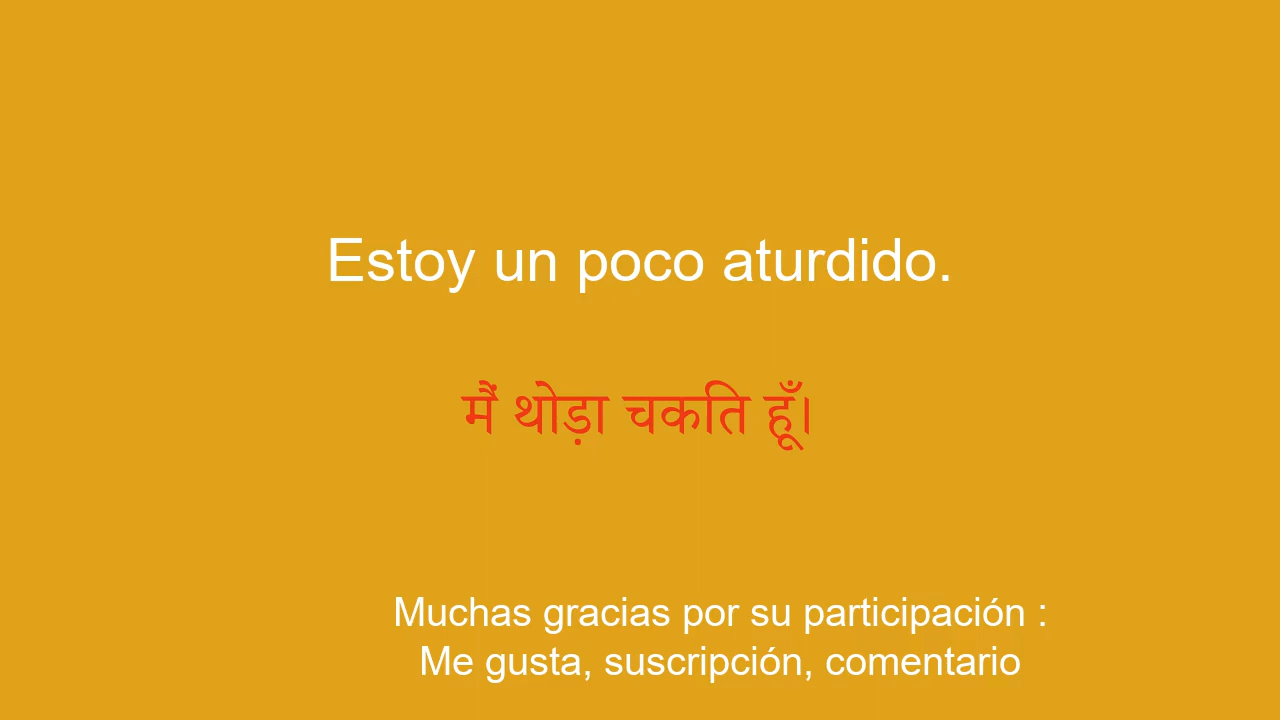 Estoy un poco aturdido.
मैं थोड़ा चकति हूँ।
Muchas gracias por su participación :
Me gusta, suscripción, comentario